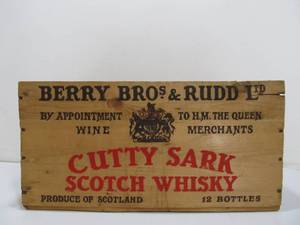 BERRY BROS & RUDD LTD
BY APPOINTMENT TO H.M. THE QUEEN
WINE MERCHANTS
CUTTY SARK
SCOTCH WHISKY
PRODUCE OF SCOTLAND 12 BOTTLES